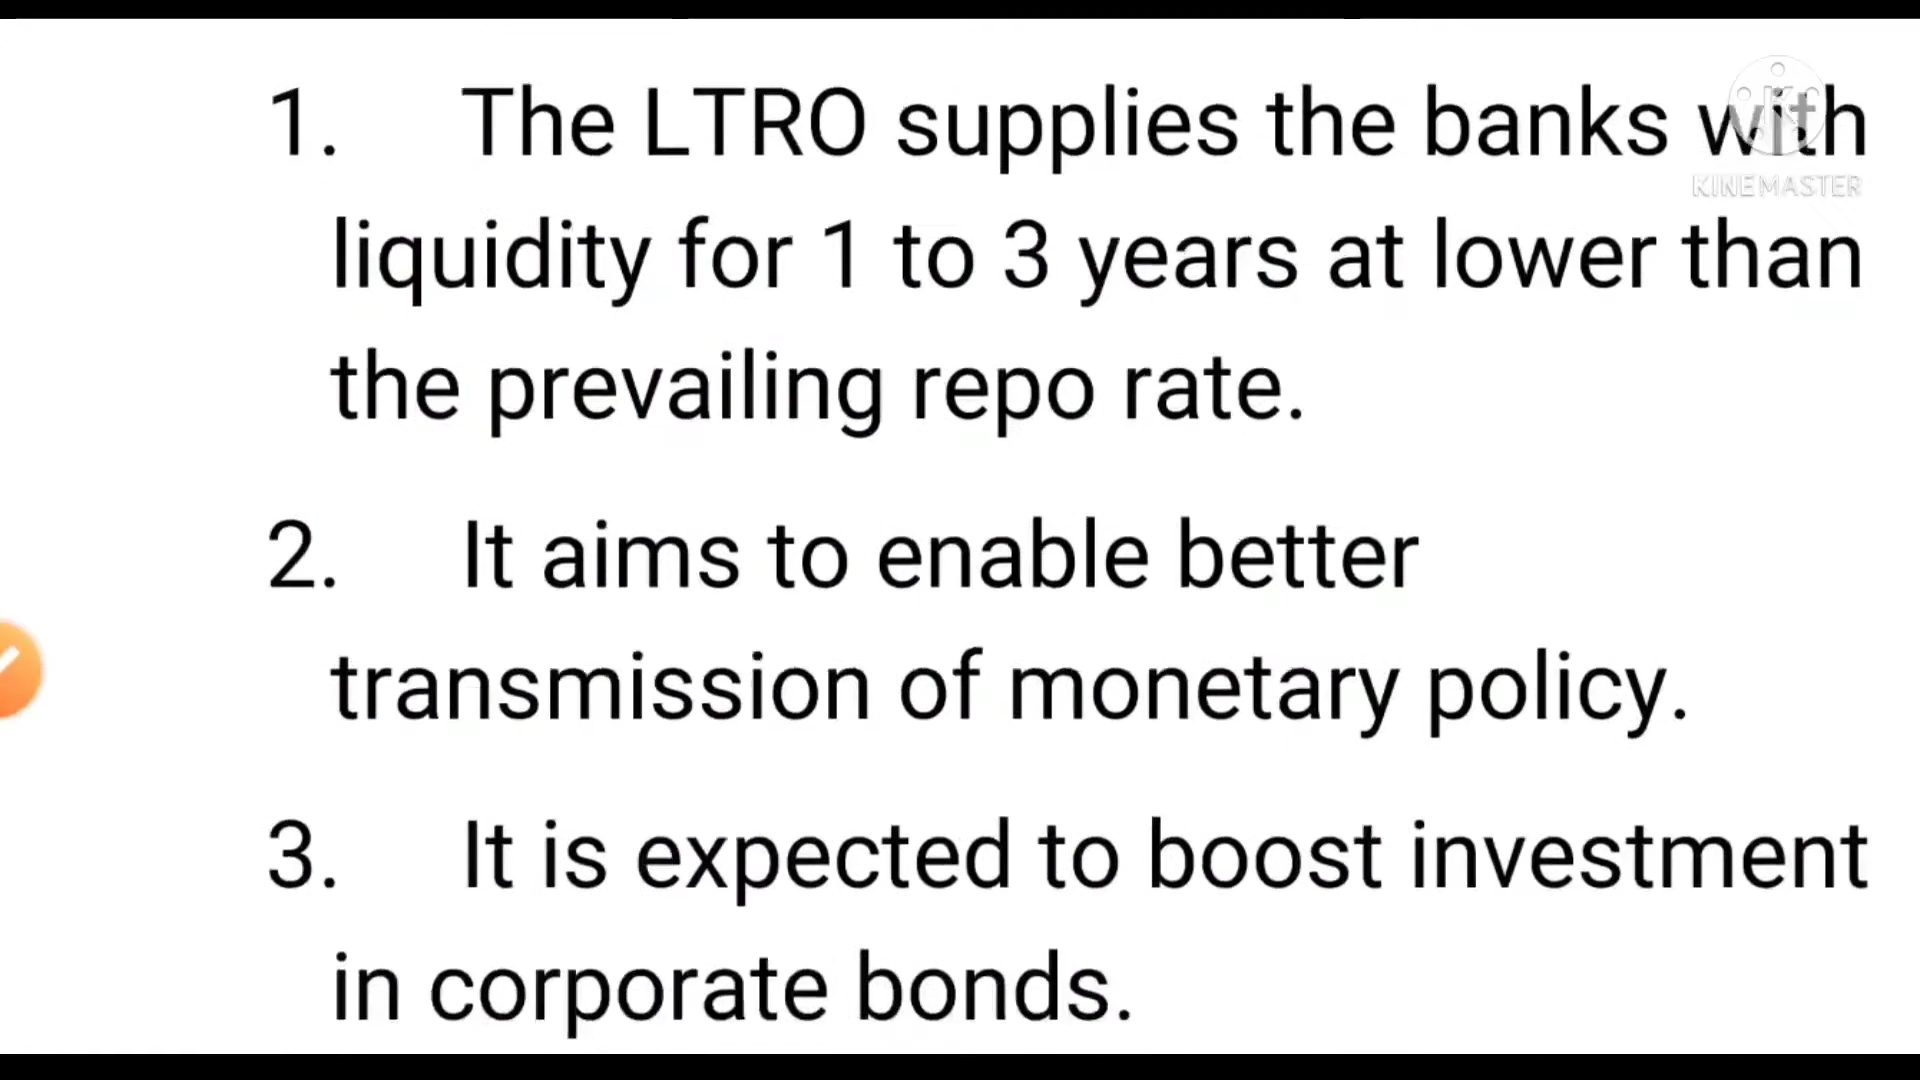 1. The LTRO supplies the banks with
KINEMASTER
liquidity for 1 to 3 years at lower than
the prevailing repo rate.
2. It aims to enable better
transmission of monetary policy.
3. It is expected to boost investment
in corporate bonds.